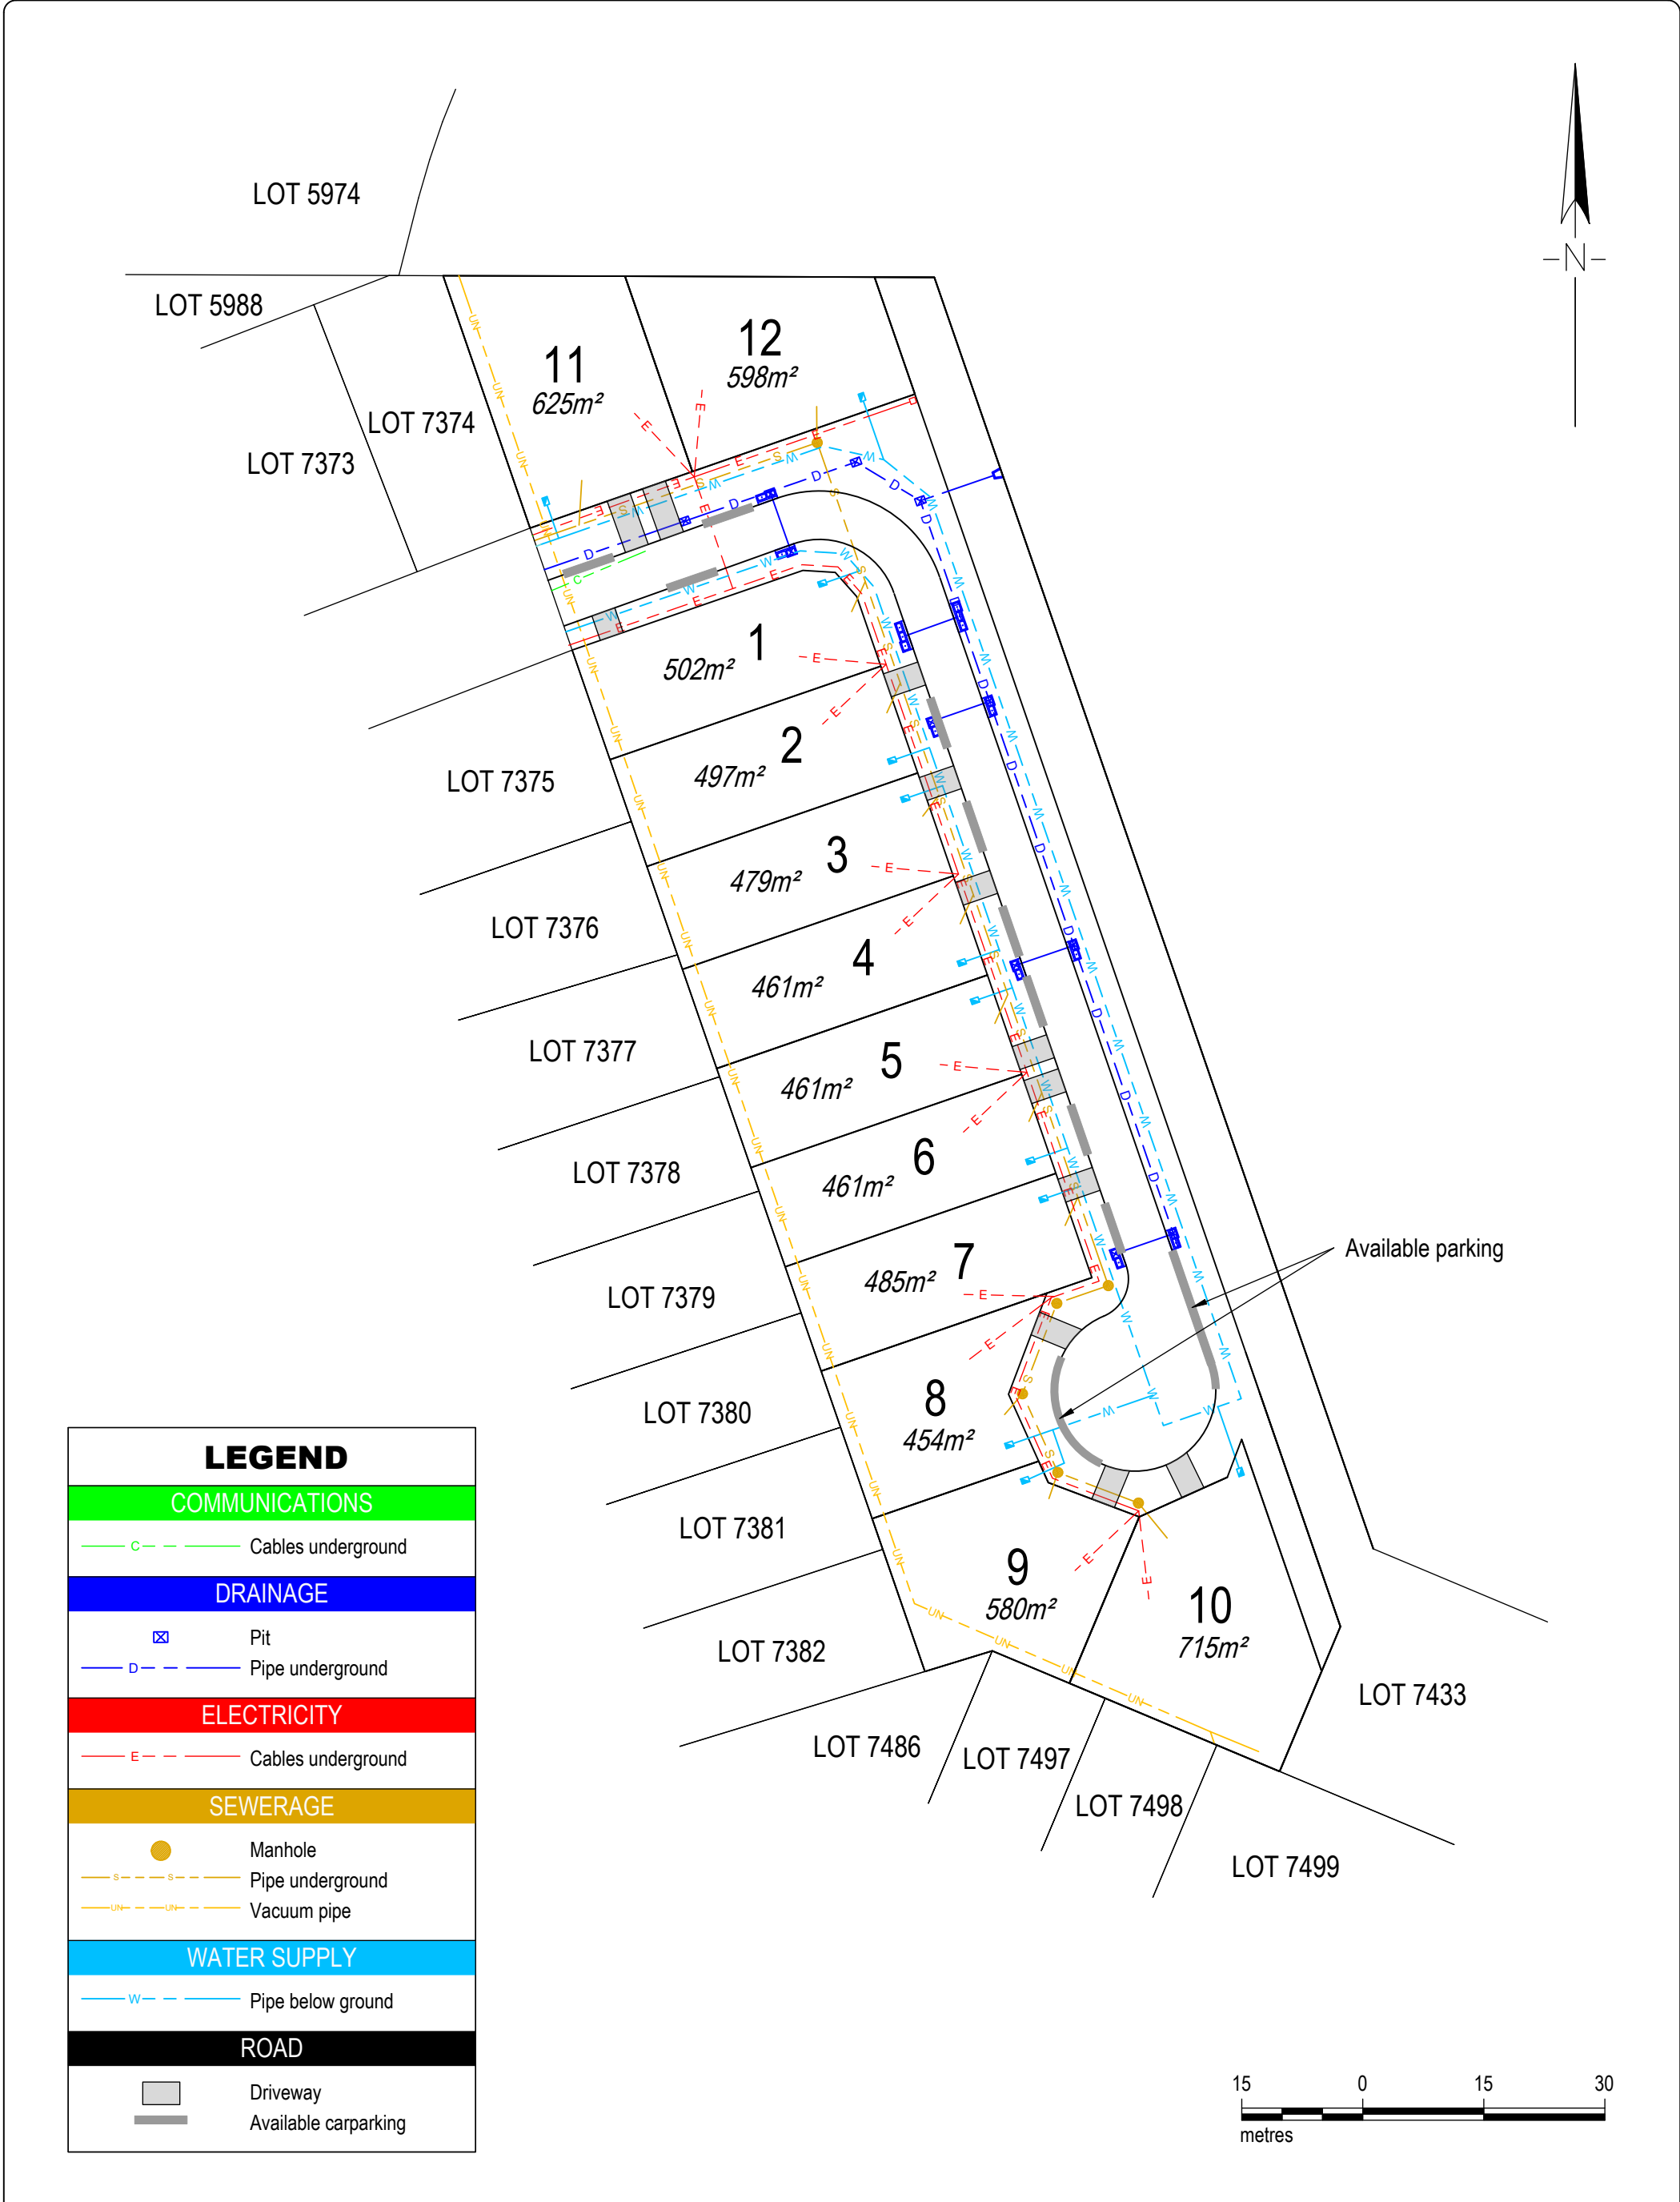 LOT 5974
N
LOT 5988
11
625m²
12
598m²
LOT 7374
LOT 7373
1
502m²
2
497m²
LOT 7375
3
479m²
LOT 7376
4
461m²
LOT 7377
5
461m²
LOT 7378
6
461m²
LOT 7379
7
485m²
Available parking
LOT 7380
8
454m²
LOT 7381
9
580m²
10
715m²
LOT 7382
LOT 7433
LOT 7486
LOT 7497
LOT 7498
LOT 7499
LEGEND
COMMUNICATIONS
C Cables underground
DRAINAGE
Pit
D Pipe underground
ELECTRICITY
E Cables underground
SEWERAGE
Manhole
S S Pipe underground
UN UN Vacuum pipe
WATER SUPPLY
W Pipe below ground
ROAD
Driveway
Available carparking
15 0 15 30
metres